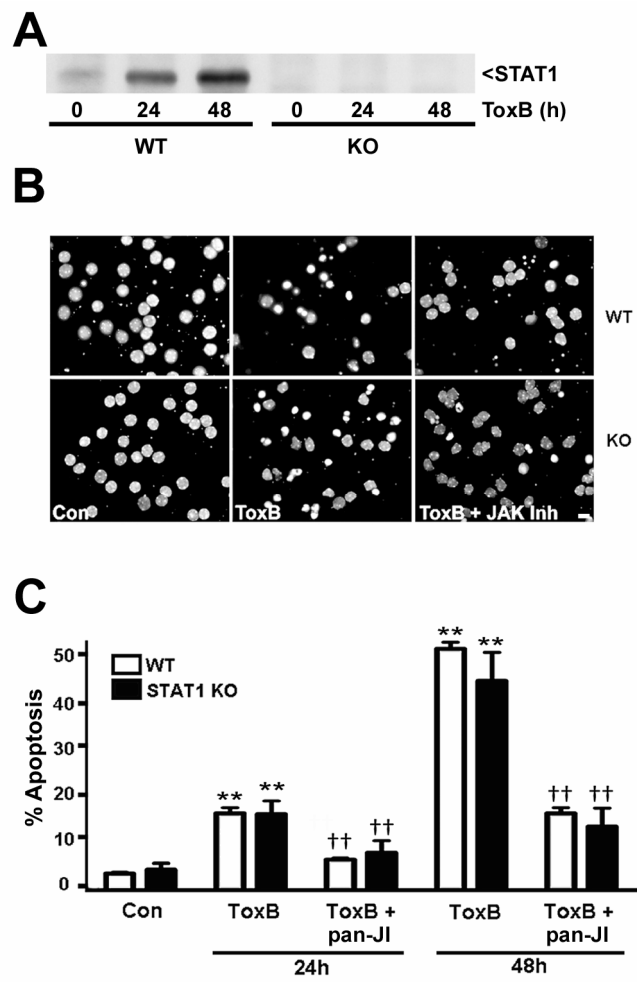 A
<STAT1
0 24 48 0 24 48 ToxB (h)
WT KO
B
WT
KO
Con ToxB ToxB + JAK Inh
C
WT
STAT1 KO
% Apoptosis
50
40
30
20
10
0
** ** †† †† ** ** †† ††
Con ToxB ToxB + pan-JI ToxB ToxB + pan-JI
24h 48h